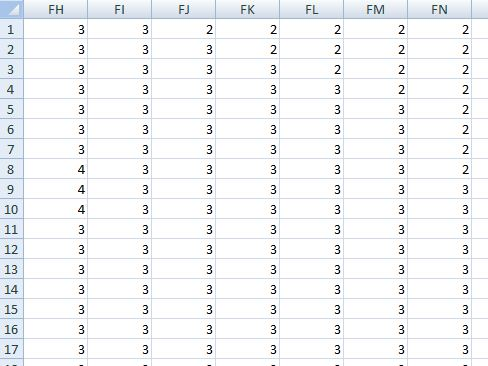 FH FI FJ FK FL FM FN
1 3 3 2 2 2 2 2
2 3 3 3 2 2 2 2
3 3 3 3 3 2 2 2
4 3 3 3 3 3 2 2
5 3 3 3 3 3 3 2
6 3 3 3 3 3 3 2
7 3 3 3 3 3 3 2
8 4 3 3 3 3 3 2
9 4 3 3 3 3 3 3
10 4 3 3 3 3 3 3
11 3 3 3 3 3 3 3
12 3 3 3 3 3 3 3
13 3 3 3 3 3 3 3
14 3 3 3 3 3 3 3
15 3 3 3 3 3 3 3
16 3 3 3 3 3 3 3
17 3 3 3 3 3 3 3